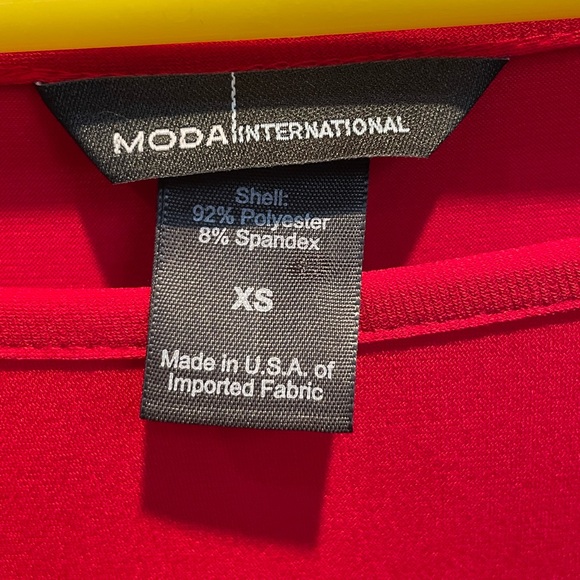 MODA INTERNATIONAL
Shell:
92% Polyester
8% Spandex
XS
Made in U.S.A. of
Imported Fabric